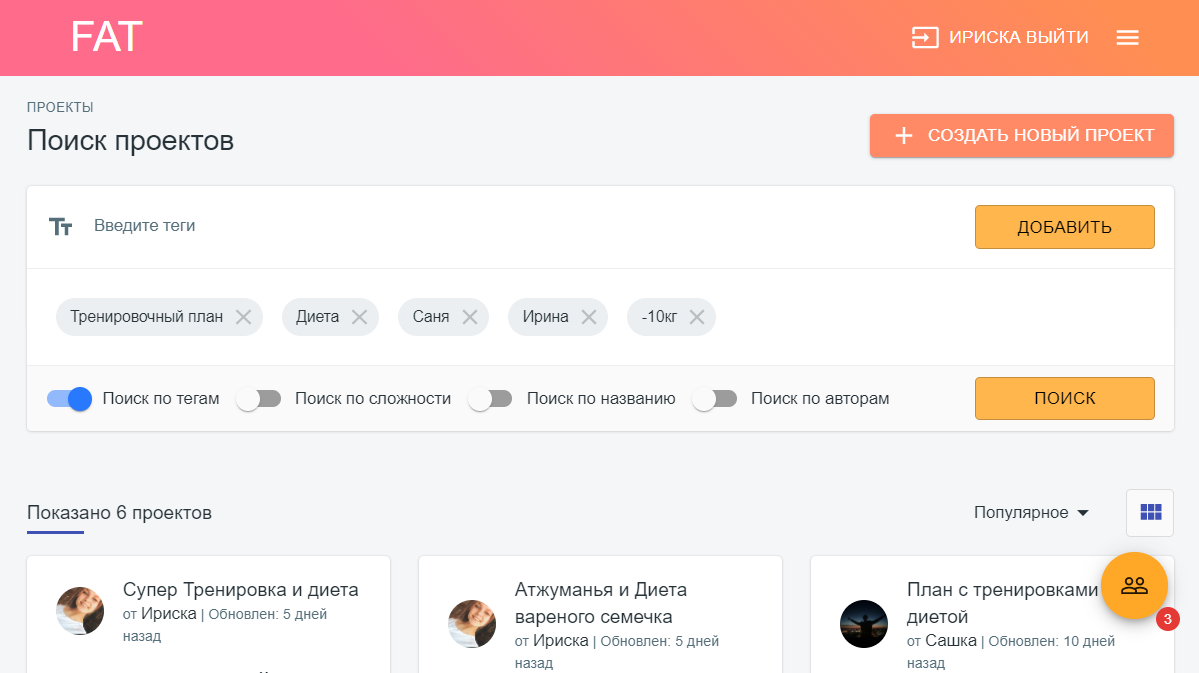 FAT
ИРИСКА ВЫЙТИ
ПРОЕКТЫ
Поиск проектов
СОЗДАТЬ НОВЫЙ ПРОЕКТ
Введите теги
ДОБАВИТЬ
Тренировочный план
Диета
Саня
Ирина
-10кг
Поиск по тегам
Поиск по сложности
Поиск по названию
Поиск по авторам
ПОИСК
Показано 6 проектов
Популярное
Супер Тренировка и диета
от Ириска | Обновлен: 5 дней
назад
Атжуманья и Диета
вареного семечка
от Ириска | Обновлен: 5 дней
назад
План с тренировками
диетой
от Сашка | Обновлен: 10 дней
назад
3